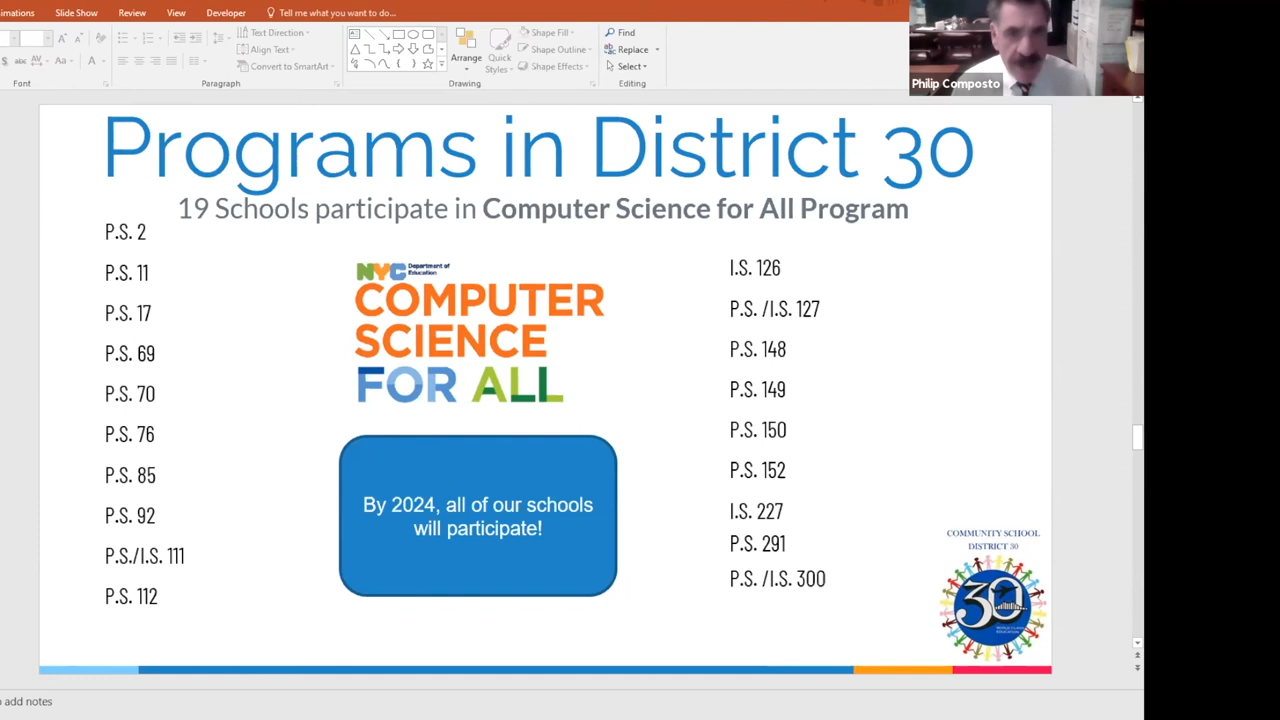 imations Slide Show Review View Developer Tell me what you want to do...
Text Direction
Align Text
Convert to SmartArt
Arrange
Quick
Styles
Shape Fill
Shape Outline
Shape Effects
Find
Replace
Select
Font Paragraph Drawing Editing
Philip Composto
Programs in District 30
19 Schools participate in Computer Science for All Program
P.S. 2
P.S. 11
P.S. 17
P.S. 69
P.S. 70
P.S. 76
P.S. 85
P.S. 92
P.S./I.S. 111
P.S. 112
NYC Department of
Education
COMPUTER
SCIENCE
FOR ALL
By 2024, all of our schools
will participate!
I.S. 126
P.S. /I.S. 127
P.S. 148
P.S. 149
P.S. 150
P.S. 152
I.S. 227
P.S. 291
P.S. /I.S. 300
COMMUNITY SCHOOL
DISTRICT 30
30
add notes